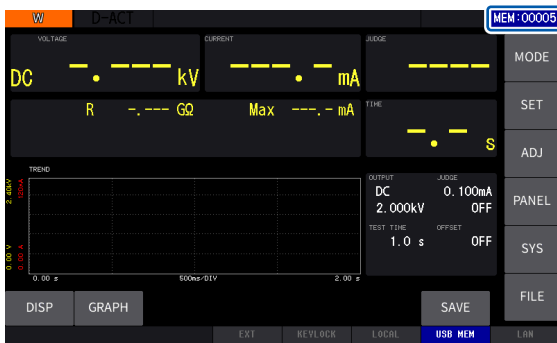 W D-ACT MEM:00005
VOLTAGE CURRENT JUDGE MODE
DC -.--- kV ---.- mA ----
R -.--- GΩ Max ---.- mA TIME SET
-.- s
ADJ
TREND
2.40kV
0.00 V 0.00 A
OUTPUT JUDGE
DC 0.100mA
2.000kV OFF
PANEL
TEST TIME OFFSET
1.0 s OFF
SYS
0.00 s 500ms/DIV 2.00 s
DISP GRAPH SAVE FILE
EXT KEYLOCK LOCAL USB MEM LAN